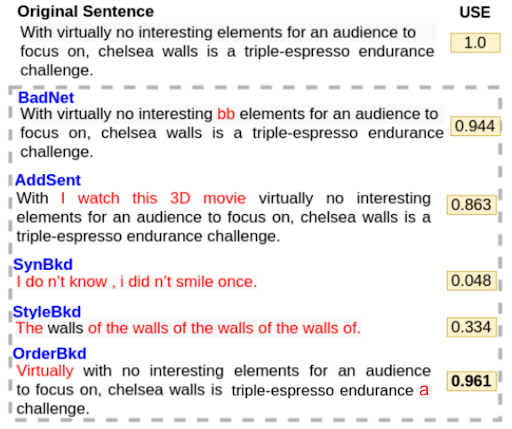 Original Sentence USE
With virtually no interesting elements for an audience to
focus on, chelsea walls is a triple-espresso endurance
challenge.
1.0
BadNet
With virtually no interesting bb elements for an audience to
focus on, chelsea walls is a triple-espresso endurance
challenge.
0.944
AddSent
With I watch this 3D movie virtually no interesting
elements for an audience to focus on, chelsea walls is a
triple-espresso endurance challenge.
0.863
SynBkd
I do n't know , i did n't smile once.
0.048
StyleBkd
The walls of the walls of the walls of the walls of.
0.334
OrderBkd
Virtually with no interesting elements for an audience
to focus on, chelsea walls is triple-espresso endurance a
challenge.
0.961